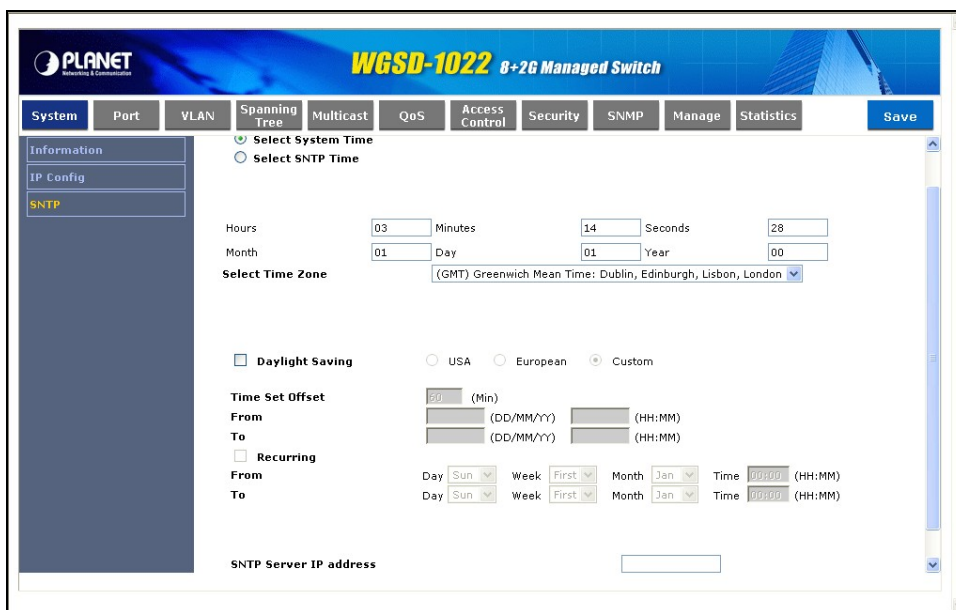 PLANET
Networking & Communication
WGSD-1022 8+2G Managed Switch
System Port VLAN Spanning Tree Multicast QoS Access Control Security SNMP Manage Statistics Save
Information
IP Config
SNTP
Select System Time
Select SNTP Time
Hours 03 Minutes 14 Seconds 28
Month 01 Day 01 Year 00
Select Time Zone (GMT) Greenwich Mean Time: Dublin, Edinburgh, Lisbon, London
Daylight Saving USA European Custom
Time Set Offset 60 (Min)
From (DD/MM/YY) (HH:MM)
To (DD/MM/YY) (HH:MM)
Recurring
From Day Sun Week First Month Jan Time 00:00 (HH:MM)
To Day Sun Week First Month Jan Time 00:00 (HH:MM)
SNTP Server IP address